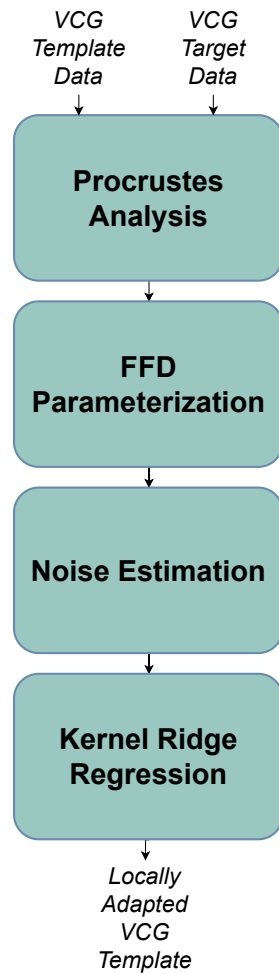 VCG
Template
Data
VCG
Target
Data
Procrustes
Analysis
FFD
Parameterization
Noise Estimation
Kernel Ridge
Regression
Locally
Adapted
VCG
Template